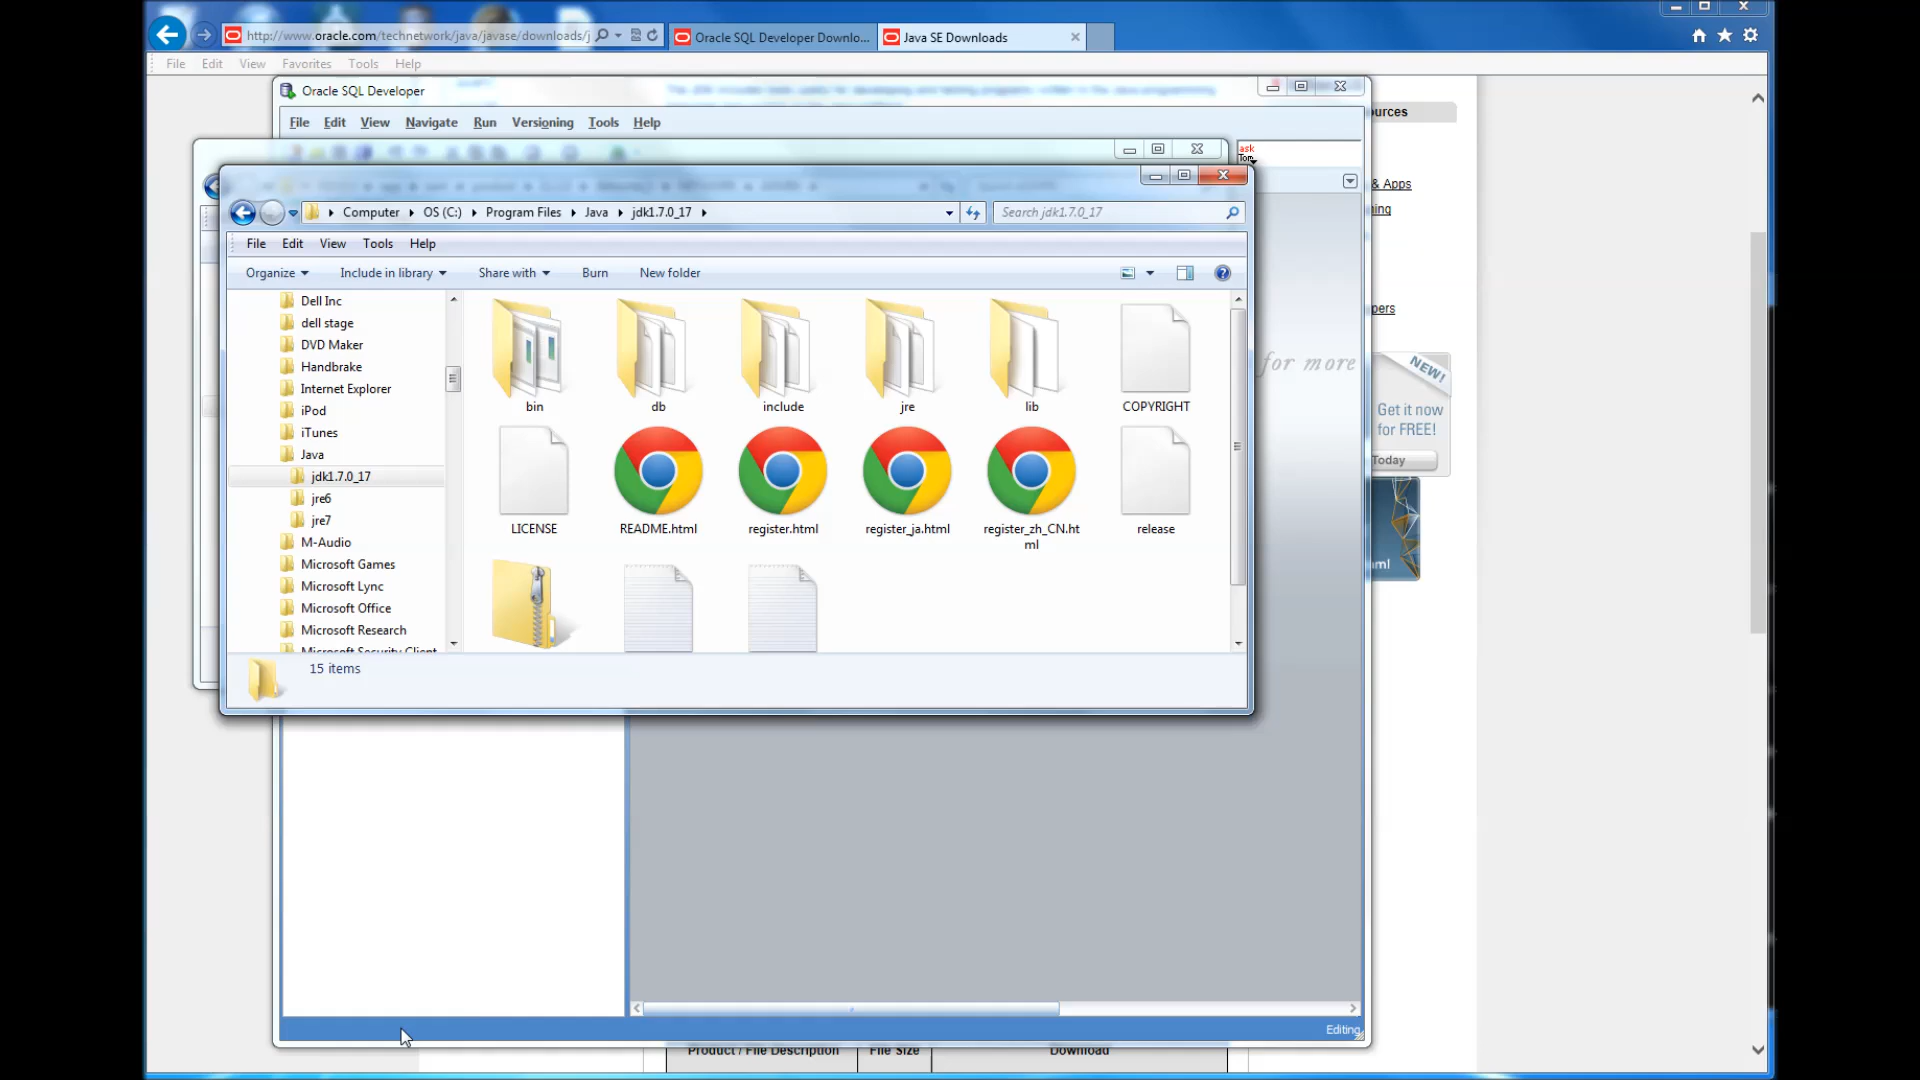 http://www.oracle.com/technetwork/java/javase/downloads/j
Oracle SQL Developer Downlo...
Java SE Downloads
File Edit View Favorites Tools Help
Oracle SQL Developer
File Edit View Navigate Run Versioning Tools Help
ask
Tom
Computer OS (C:) Program Files Java jdk1.7.0_17
Search jdk1.7.0_17
File Edit View Tools Help
Organize Include in library Share with Burn New folder
Dell Inc
dell stage
DVD Maker
Handbrake
Internet Explorer
iPod
iTunes
Java
jdk1.7.0_17
jre6
jre7
M-Audio
Microsoft Games
Microsoft Lync
Microsoft Office
Microsoft Research
Microsoft Security Client
bin db include jre lib COPYRIGHT
LICENSE README.html register.html register_ja.html register_zh_CN.ht
ml
release
15 items
for more
urces
& Apps
ning
pers
NEW!
Get it now
for FREE!
Today
ml
Editing
Product / File Description File Size Download